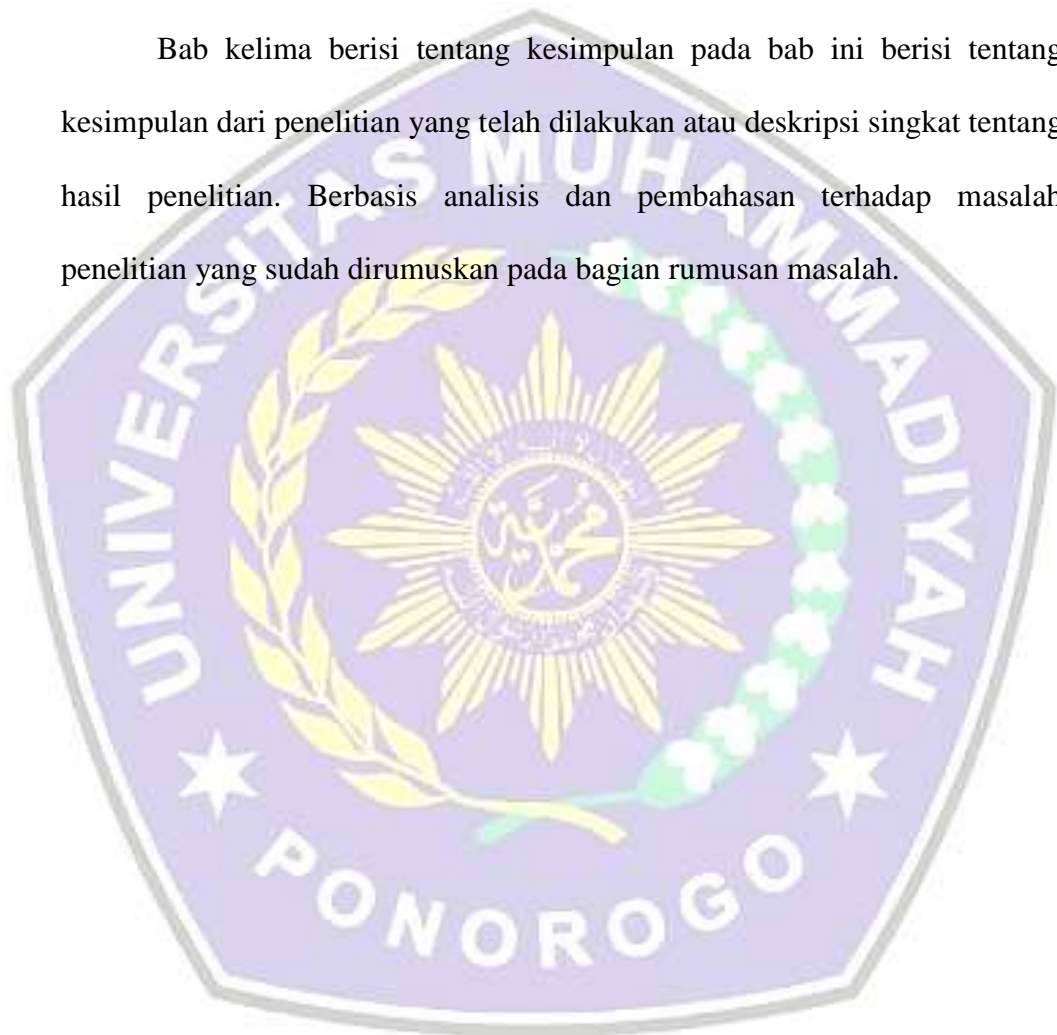 Bab kelima berisi tentang kesimpulan pada bab ini berisi tentang
kesimpulan dari penelitian yang telah dilakukan atau deskripsi singkat tentang
hasil penelitian. Berbasis analisis dan pembahasan terhadap masalah
penelitian yang sudah dirumuskan pada bagian rumusan masalah.
UNIVERSITAS MUHAMMADIYAH
PONOROGO